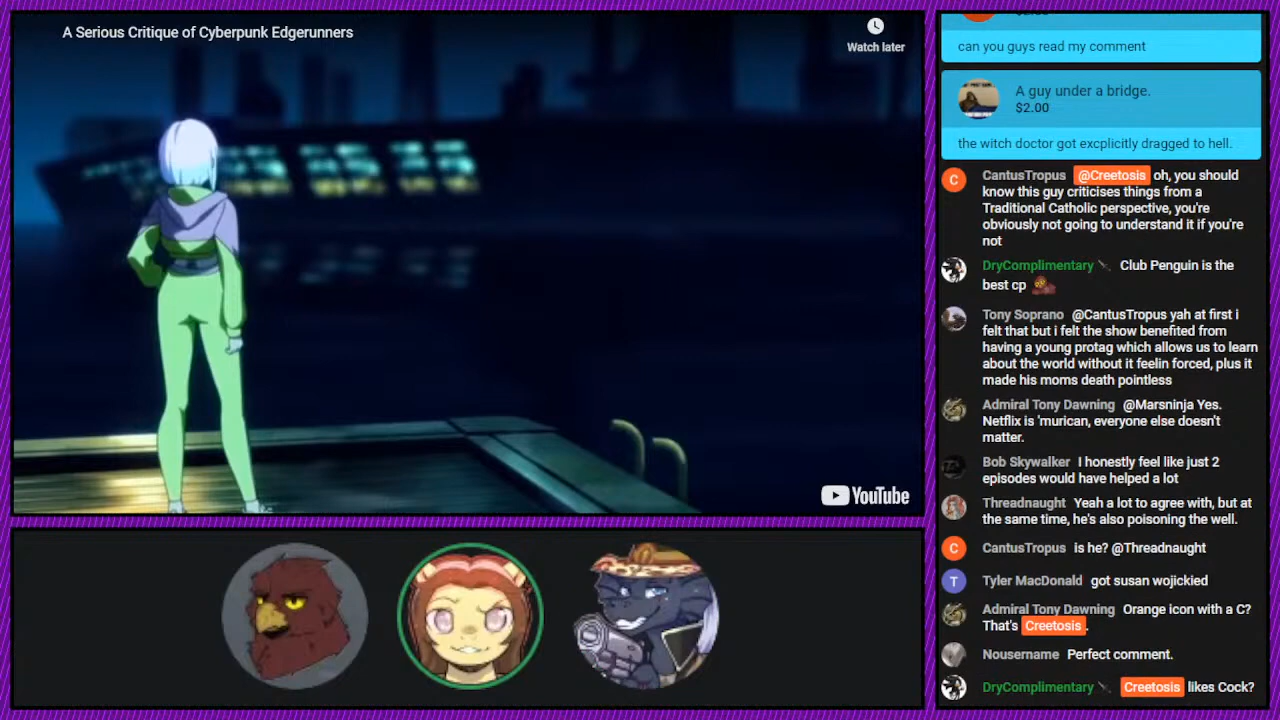 A Serious Critique of Cyberpunk Edgerunners
Watch later
YouTube
can you guys read my comment
A guy under a bridge.
$2.00
the witch doctor got excplicitly dragged to hell.
C
CantusTropus @Creetosis oh, you should
know this guy criticises things from a
Traditional Catholic perspective, you're
obviously not going to understand it if you're
not
DryComplimentary Club Penguin is the
best cp
Tony Soprano @CantusTropus yah at first i
felt that but i felt the show benefited from
having a young protag which allows us to learn
about the world without it feelin forced, plus it
made his moms death pointless
Admiral Tony Dawning @Marsninja Yes.
Netflix is 'murican, everyone else doesn't
matter.
Bob Skywalker I honestly feel like just 2
episodes would have helped a lot
Threadnaught Yeah a lot to agree with, but at
the same time, he's also poisoning the well.
C CantusTropus is he? @Threadnaught
T Tyler MacDonald got susan wojickied
Admiral Tony Dawning Orange icon with a C?
That's Creetosis.
Nousername Perfect comment.
DryComplimentary Creetosis likes Cock?